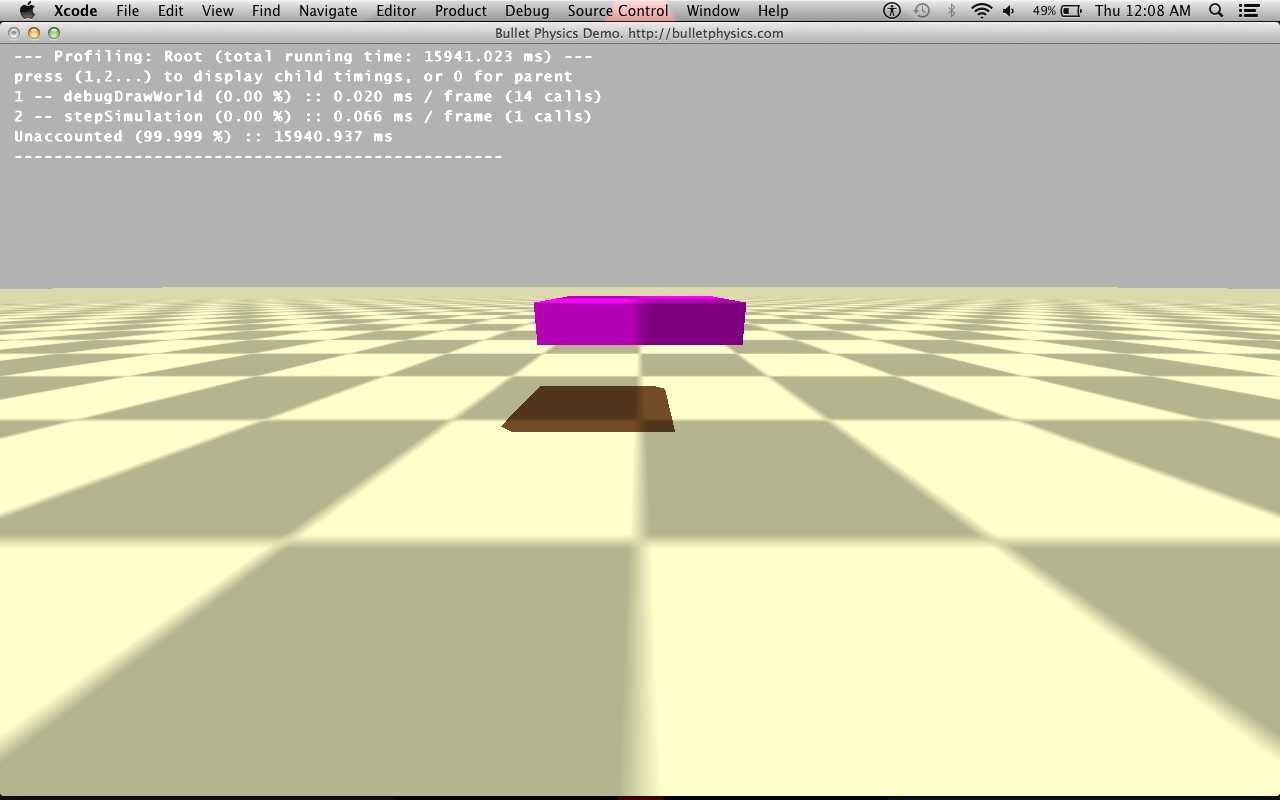 Xcode File Edit View Find Navigate Editor Product Debug Source Control Window Help 49% Thu 12:08 AM
Bullet Physics Demo. http://bulletphysics.com
--- Profiling: Root (total running time: 15941.023 ms) ---
press (1,2...) to display child timings, or 0 for parent
1 -- debugDrawWorld (0.00 %) :: 0.020 ms / frame (14 calls)
2 -- stepSimulation (0.00 %) :: 0.066 ms / frame (1 calls)
Unaccounted (99.999 %) :: 15940.937 ms
-------------------------------------------------